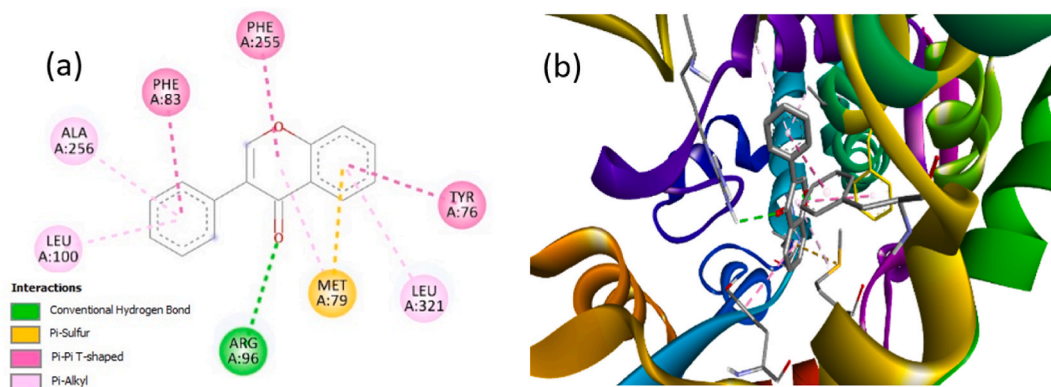 (a)
PHE
A:255
PHE
A:83
ALA
A:256
O
TYR
A:76
LEU
A:100
O
MET
A:79
LEU
A:321
ARG
A:96
Interactions
Conventional Hydrogen Bond
Pi-Sulfur
Pi-Pi T-shaped
Pi-Alkyl
(b)